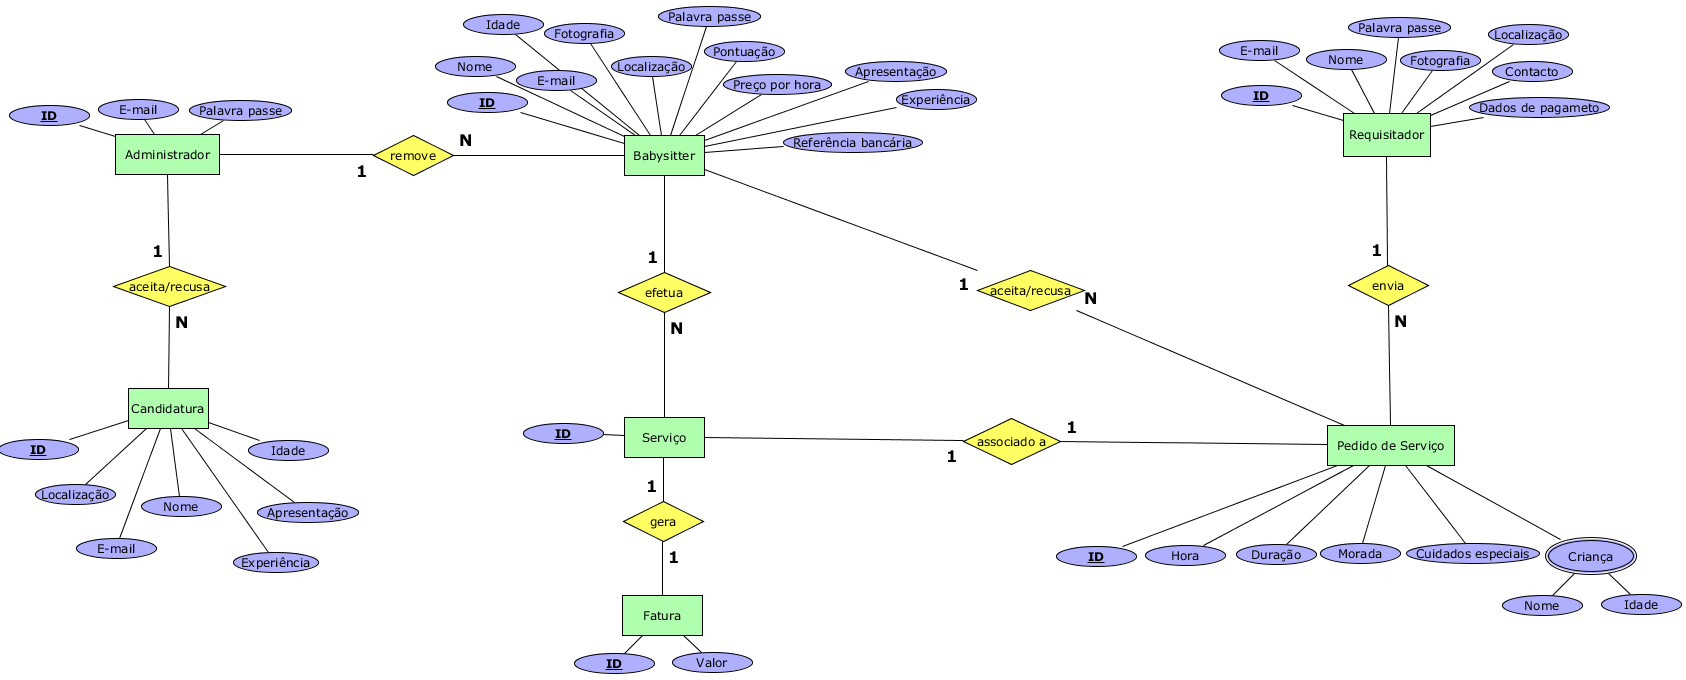 Idade
Fotografia
Palavra passe
Nome
E-mail
Localização
Pontuação
Preço por hora
Apresentação
ID
Experiência
Referência bancária
Babysitter
E-mail
Nome
Palavra passe
Fotografia
Localização
Contacto
ID
Dados de pagameto
Requisitador
ID
E-mail
Palavra passe
Administrador
1
remove
N
1
aceita/recusa
N
1
efetua
N
1
aceita/recusa
N
1
envia
N
Candidatura
ID
Localização
E-mail
Nome
Experiência
Apresentação
Idade
ID
Serviço
1
associado a
1
Pedido de Serviço
1
gera
1
Fatura
ID
Valor
ID
Hora
Duração
Morada
Cuidados especiais
Criança
Nome
Idade